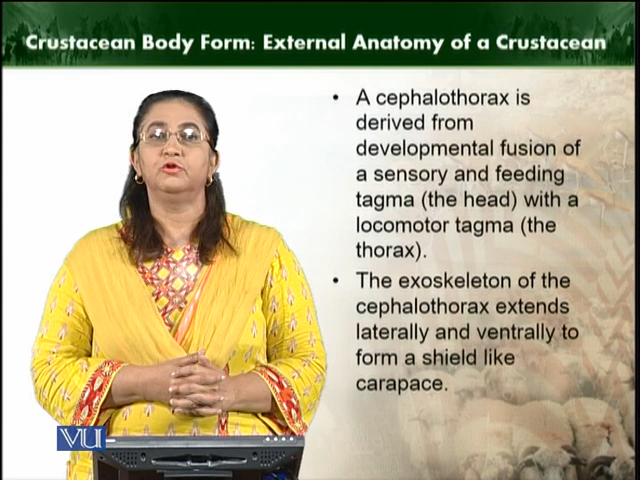 Crustacean Body Form: External Anatomy of a Crustacean
• A cephalothorax is
derived from
developmental fusion of
a sensory and feeding
tagma (the head) with a
locomotor tagma (the
thorax).
• The exoskeleton of the
cephalothorax extends
laterally and ventrally to
form a shield like
carapace.
VU